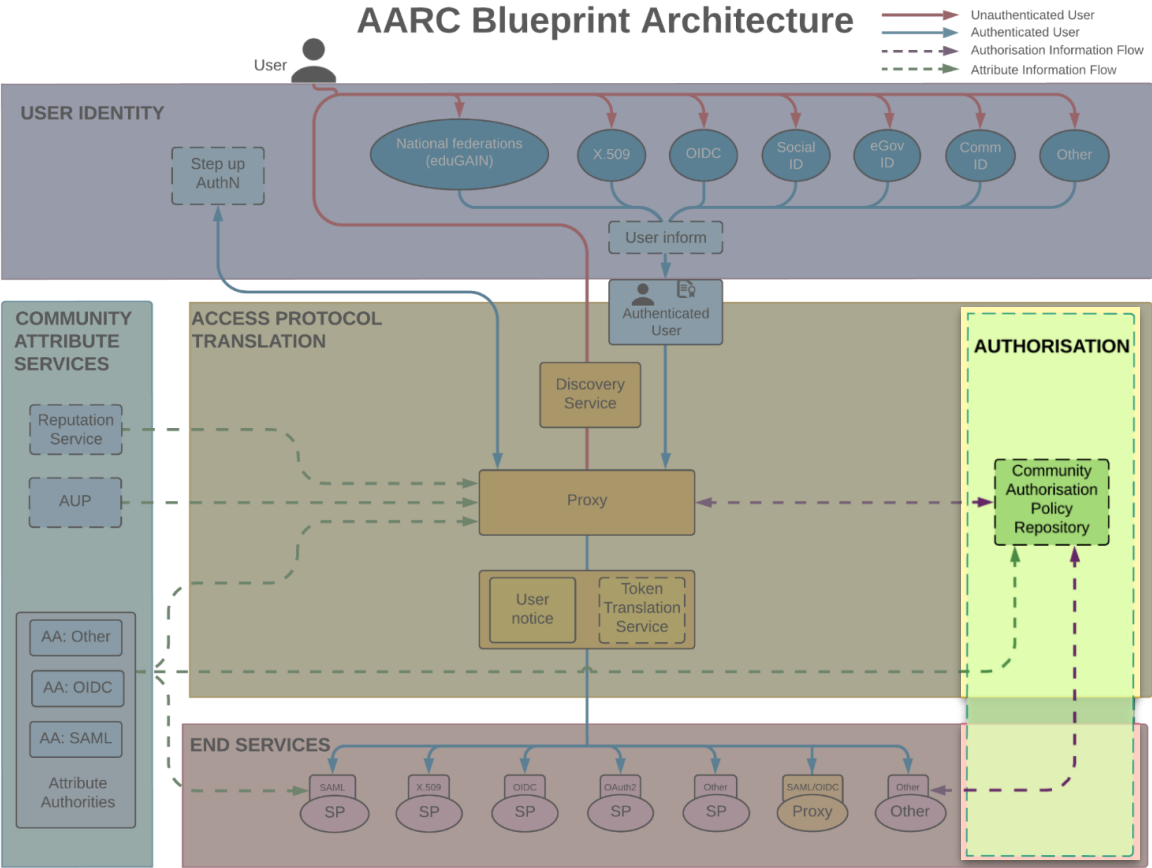 AARC Blueprint Architecture
Unauthenticated User
Authenticated User
Authorisation Information Flow
Attribute Information Flow
User
USER IDENTITY
Step up
AuthN
National federations
(eduGAIN)
X.509
OIDC
Social
ID
eGov
ID
Comm
ID
Other
User inform
Authenticated
User
COMMUNITY
ATTRIBUTE
SERVICES
Reputation
Service
AUP
AA: Other
AA: OIDC
AA: SAML
Attribute
Authorities
ACCESS PROTOCOL
TRANSLATION
Discovery
Service
Proxy
User
notice
Token
Translation
Service
AUTHORISATION
Community
Authorisation
Policy
Repository
END SERVICES
SAML
SP
X.509
SP
OIDC
SP
OAuth2
SP
Other
SP
SAML/OIDC
Proxy
Other
Other